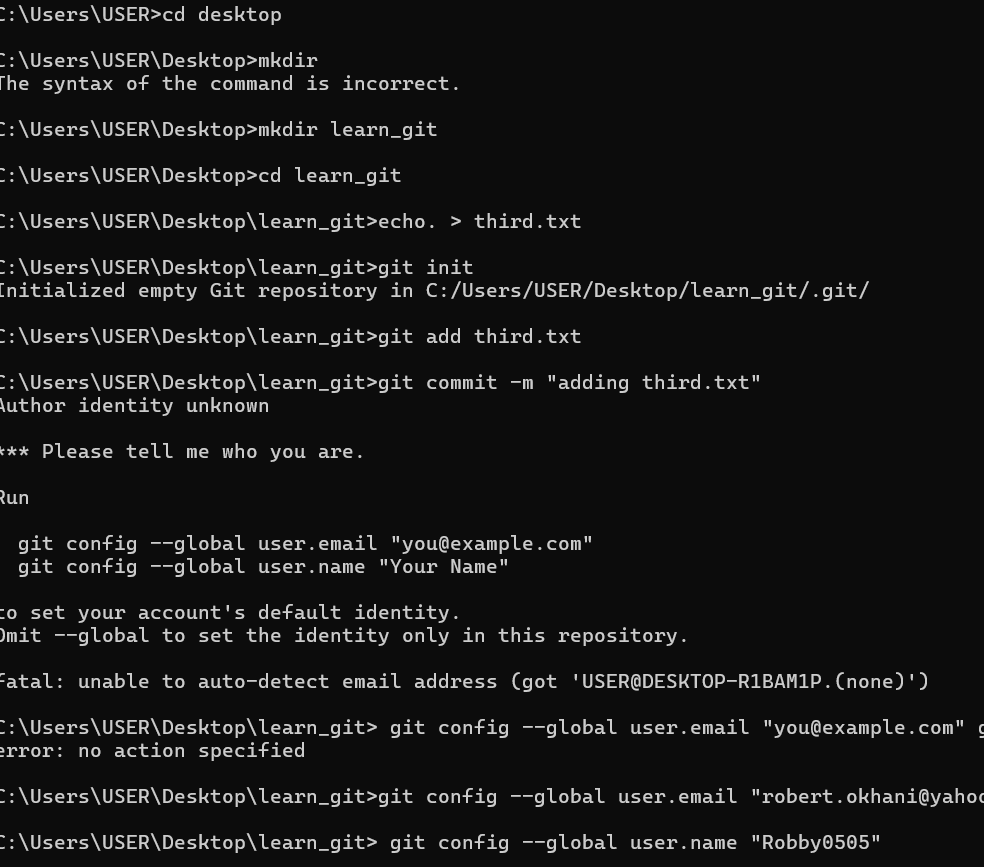 C:\Users\USER>cd desktop
C:\Users\USER\Desktop>mkdir
The syntax of the command is incorrect.
C:\Users\USER\Desktop>mkdir learn_git
C:\Users\USER\Desktop>cd learn_git
C:\Users\USER\Desktop\learn_git>echo. > third.txt
C:\Users\USER\Desktop\learn_git>git init
Initialized empty Git repository in C:/Users/USER/Desktop/learn_git/.git/
C:\Users\USER\Desktop\learn_git>git add third.txt
C:\Users\USER\Desktop\learn_git>git commit -m "adding third.txt"
Author identity unknown
*** Please tell me who you are.
Run
git config --global user.email "you@example.com"
git config --global user.name "Your Name"
to set your account's default identity.
Omit --global to set the identity only in this repository.
fatal: unable to auto-detect email address (got 'USER@DESKTOP-R1BAM1P.(none)')
C:\Users\USER\Desktop\learn_git> git config --global user.email "you@example.com"
error: no action specified
C:\Users\USER\Desktop\learn_git>git config --global user.email "robert.okhani@yahoo
C:\Users\USER\Desktop\learn_git> git config --global user.name "Robby0505"